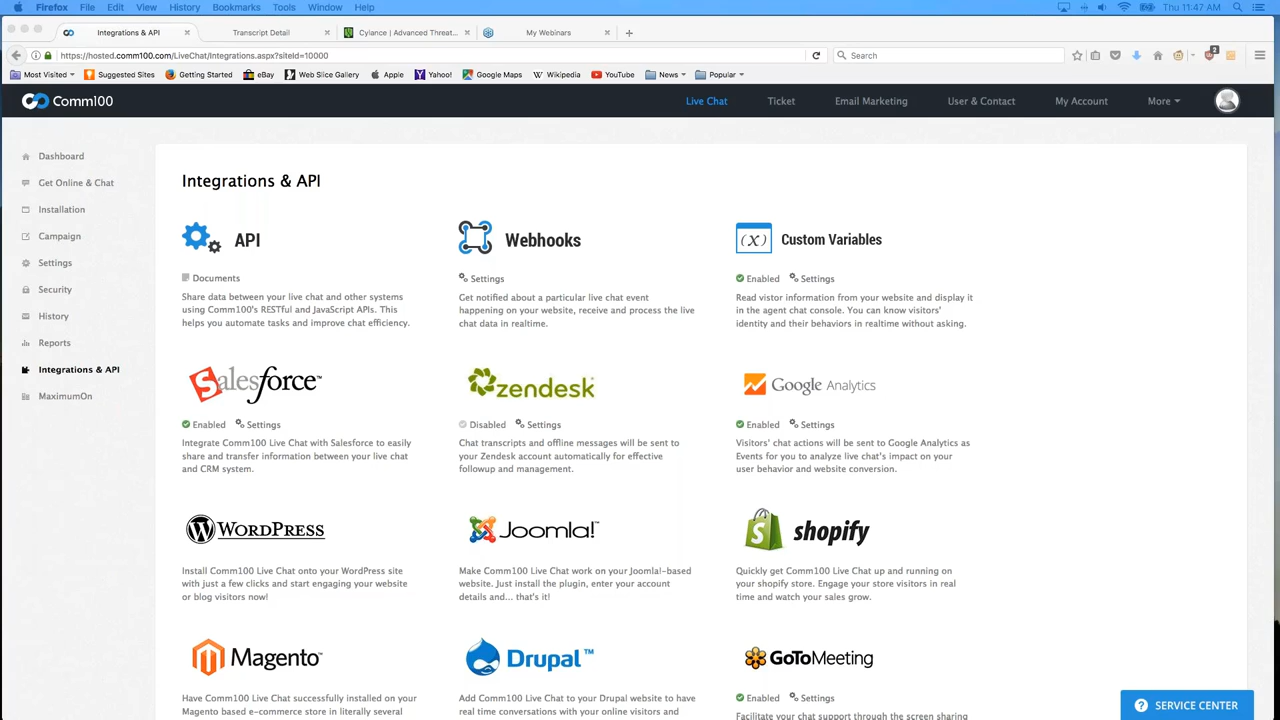 Firefox File Edit View History Bookmarks Tools Window Help Thu 11:47 AM
Integrations & API Transcript Detail Cylance | Advanced Threat... My Webinars
https://hosted.comm100.com/LiveChat/Integrations.aspx?siteId=10000 Search
Most Visited Suggested Sites Getting Started eBay Web Slice Gallery Apple Yahoo! Google Maps Wikipedia YouTube News Popular
Comm100 Live Chat Ticket Email Marketing User & Contact My Account More
Dashboard
Get Online & Chat
Installation
Campaign
Settings
Security
History
Reports
Integrations & API
MaximumOn
Integrations & API
API
Documents
Share data between your live chat and other systems
using Comm100's RESTful and JavaScript APIs. This
helps you automate tasks and improve chat efficiency.
Webhooks
Settings
Get notified about a particular live chat event
happening on your website, receive and process the live
chat data in realtime.
(X) Custom Variables
Enabled Settings
Read vistor information from your website and display it
in the agent chat console. You can know visitors'
identity and their behaviors in realtime without asking.
Salesforce™
Enabled Settings
Integrate Comm100 Live Chat with Salesforce to easily
share and transfer information between your live chat
and CRM system.
zendesk
Disabled Settings
Chat transcripts and offline messages will be sent to
your Zendesk account automatically for effective
followup and management.
Google Analytics
Enabled Settings
Visitors' chat actions will be sent to Google Analytics as
Events for you to analyze live chat's impact on your
user behavior and website conversion.
WORDPRESS
Install Comm100 Live Chat onto your WordPress site
with just a few clicks and start engaging your website
or blog visitors now!
Joomla!™
Make Comm100 Live Chat work on your Joomla!-based
website. Just install the plugin, enter your account
details and... that's it!
shopify
Quickly get Comm100 Live Chat up and running on
your shopify store. Engage your store visitors in real
time and watch your sales grow.
Magento™
Have Comm100 Live Chat successfully installed on your
Magento based e-commerce store in literally several
Drupal™
Add Comm100 Live Chat to your Drupal website to have
real time conversations with your online visitors and
GoToMeeting
Enabled Settings
Facilitate your chat support through the screen sharing
SERVICE CENTER